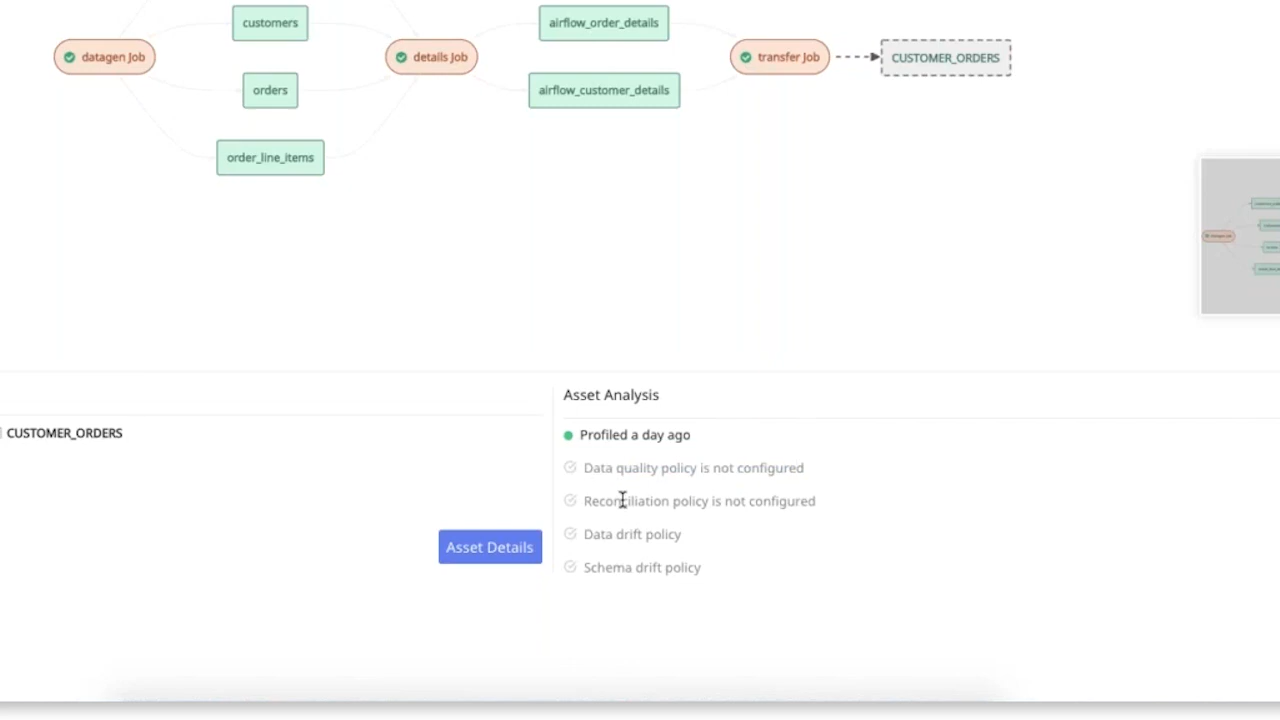 customers
airflow_order_details
datagen Job
details Job
transfer Job
CUSTOMER_ORDERS
orders
airflow_customer_details
order_line_items
CUSTOMER_ORDERS
Asset Details
Asset Analysis
Profiled a day ago
Data quality policy is not configured
Reconciliation policy is not configured
Data drift policy
Schema drift policy